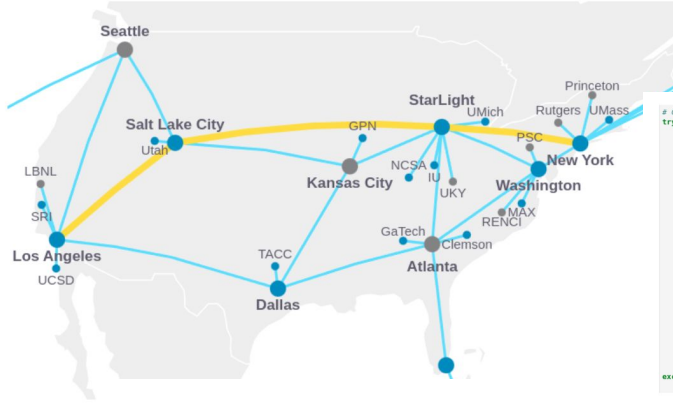 Seattle
Princeton
StarLight
UMich
Rutgers
UMass
Salt Lake City
GPN
PSC
Utah
New York
LBNL
NCSA
IU
Kansas City
UKY
Washington
SRI
MAX
RENCI
GaTech
Clemson
Los Angeles
TACC
Atlanta
UCSD
Dallas